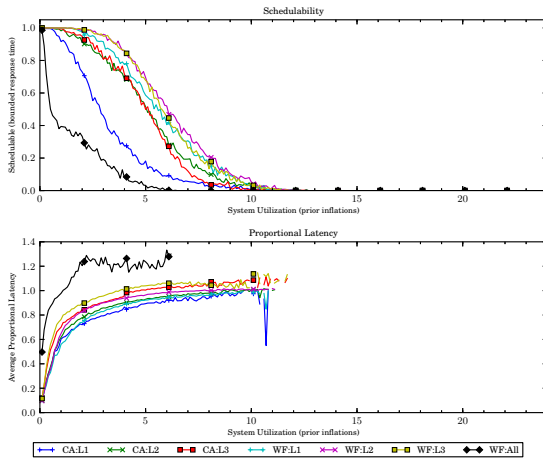 Schedulability
Schedulable (bounded response time)
1.0
0.8
0.6
0.4
0.2
0.0
0 5 10 15 20
System Utilization (prior inflations)
Proportional Latency
Average Proportional Latency
1.4
1.2
1.0
0.8
0.6
0.4
0.2
0.0
0 5 10 15 20
System Utilization (prior inflations)
CA:L1 CA:L2 CA:L3 WF:L1 WF:L2 WF:L3 WF:All